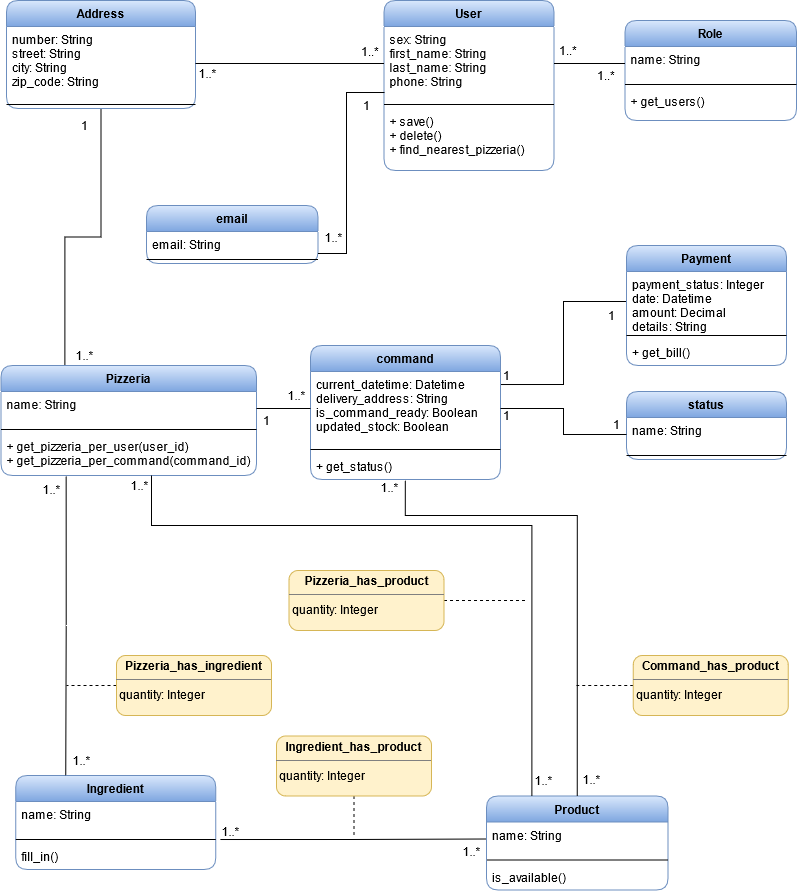 Address
number: String
street: String
city: String
zip_code: String
User
sex: String
first_name: String
last_name: String
phone: String
+ save()
+ delete()
+ find_nearest_pizzeria()
Role
name: String
+ get_users()
1..*
1..*
1..*
1..*
1
1
1..*
1..*
email
email: String
Payment
payment_status: Integer
date: Datetime
amount: Decimal
details: String
+ get_bill()
Pizzeria
name: String
+ get_pizzeria_per_user(user_id)
+ get_pizzeria_per_command(command_id)
command
current_datetime: Datetime
delivery_address: String
is_command_ready: Boolean
updated_stock: Boolean
+ get_status()
status
name: String
1..*
1
1
1
1
1
1..*
1..*
1..*
Pizzeria_has_product
quantity: Integer
Pizzeria_has_ingredient
quantity: Integer
Command_has_product
quantity: Integer
Ingredient_has_product
quantity: Integer
1..*
1..*
1..*
Ingredient
name: String
fill_in()
1..*
1..*
Product
name: String
is_available()